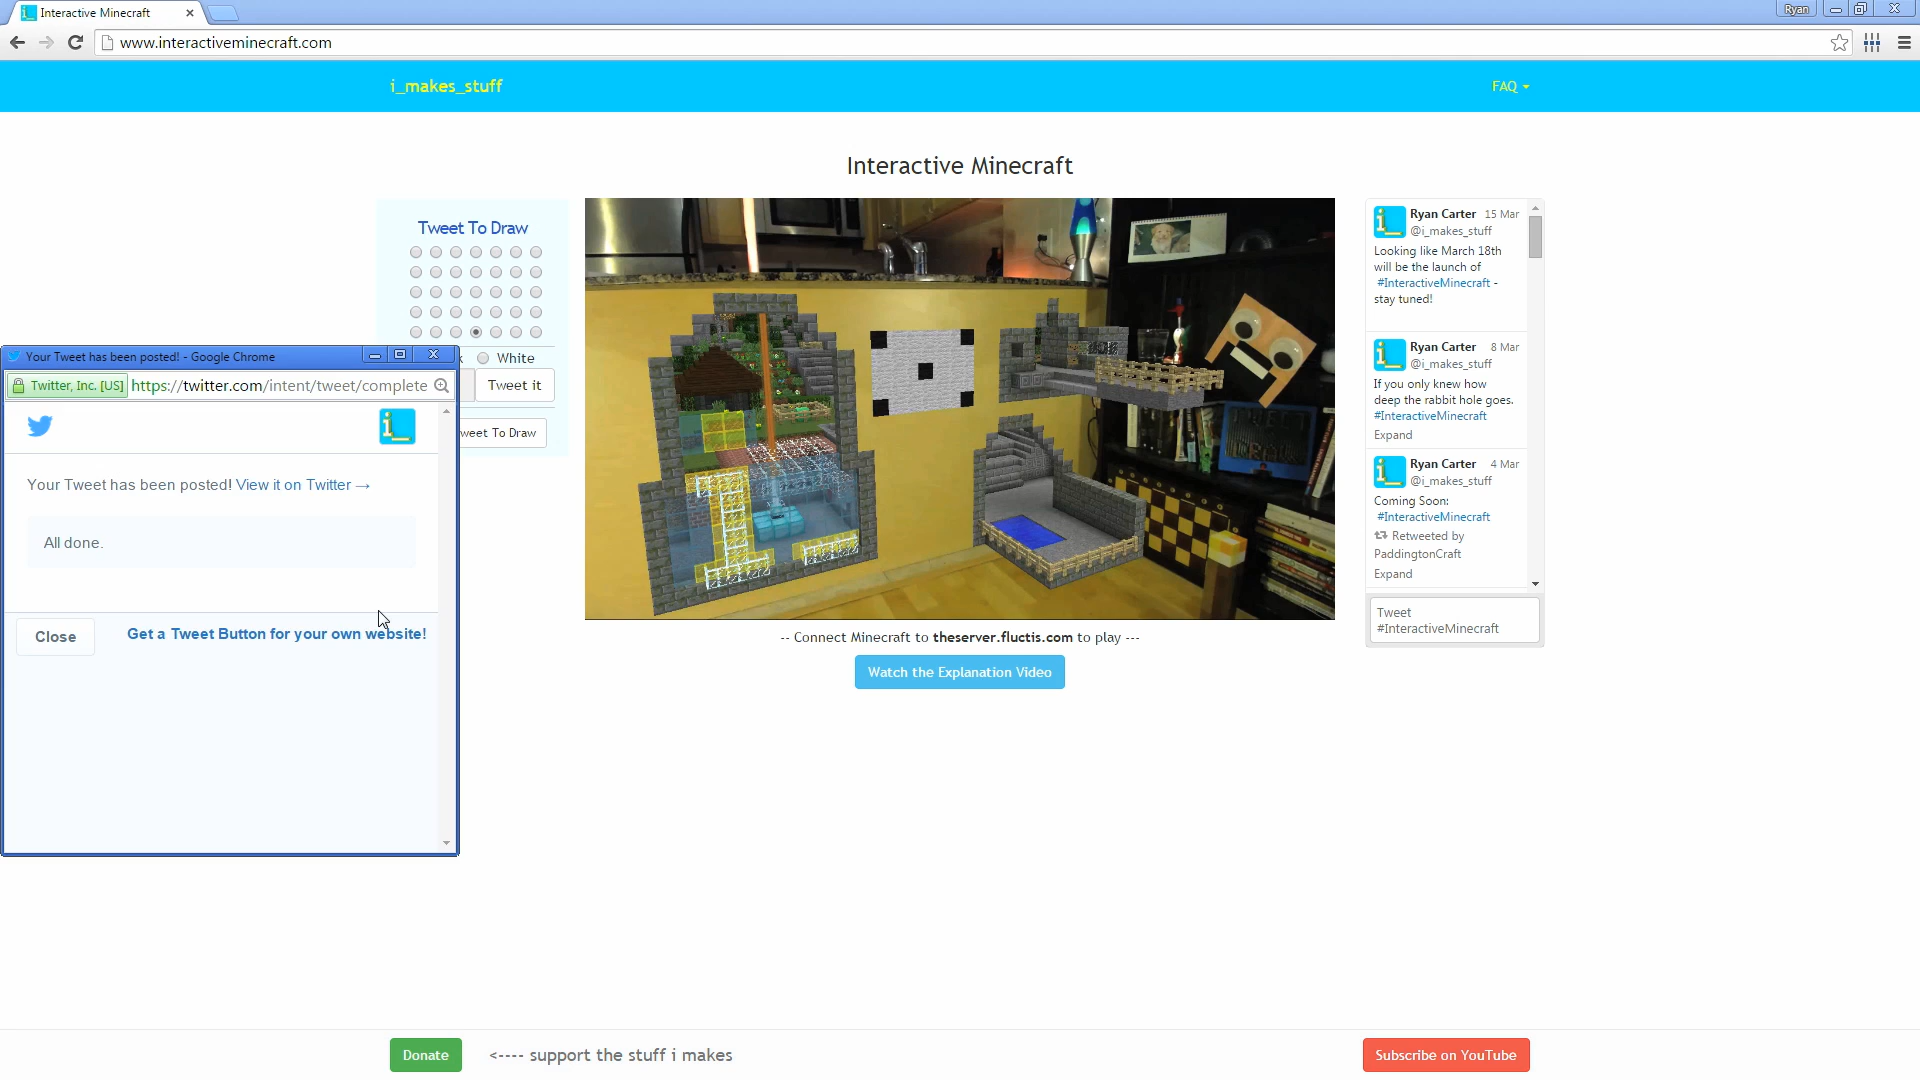 Interactive Minecraft
Ryan
www.interactiveminecraft.com
i_makes_stuff
FAQ
Interactive Minecraft
Tweet To Draw
White
Tweet it
weet To Draw
Your Tweet has been posted! - Google Chrome
Twitter, Inc. [US] https://twitter.com/intent/tweet/complete
i_
Your Tweet has been posted! View it on Twitter →
All done.
Close
Get a Tweet Button for your own website!
-- Connect Minecraft to theserver.fluctis.com to play ---
Watch the Explanation Video
Ryan Carter 15 Mar
@i_makes_stuff
Looking like March 18th
will be the launch of
#InteractiveMinecraft -
stay tuned!
Ryan Carter 8 Mar
@i_makes_stuff
If you only knew how
deep the rabbit hole goes.
#InteractiveMinecraft
Expand
Ryan Carter 4 Mar
@i_makes_stuff
Coming Soon:
#InteractiveMinecraft
Retweeted by
PaddingtonCraft
Expand
Tweet
#InteractiveMinecraft
Donate
<---- support the stuff i makes
Subscribe on YouTube